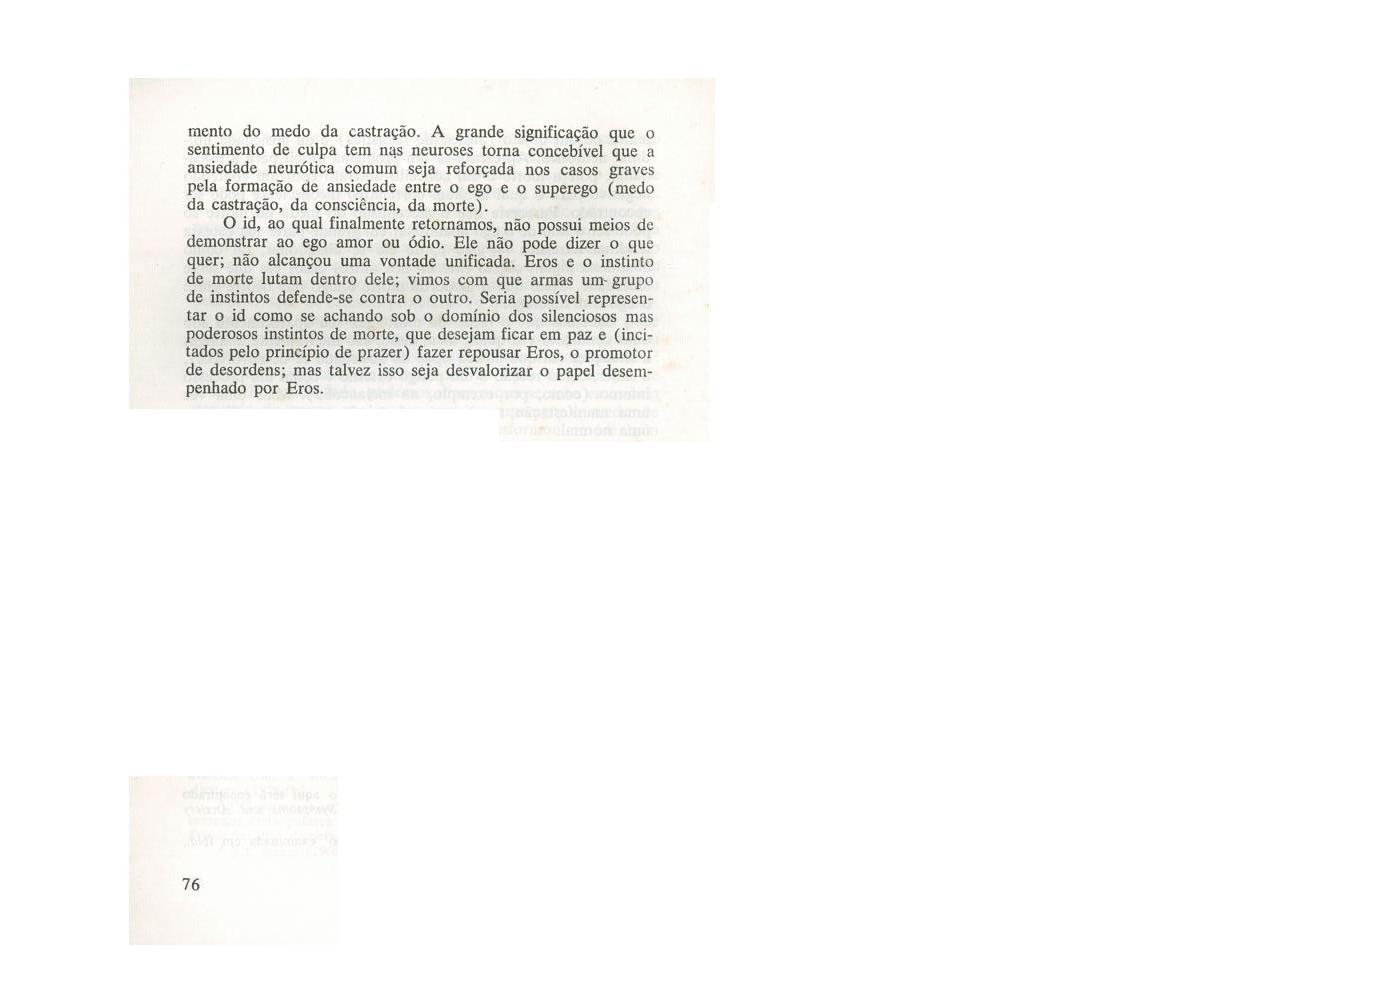 mento do medo da castração. A grande significação que o
sentimento de culpa tem nas neuroses torna concebível que a
ansiedade neurótica comum seja reforçada nos casos graves
pela formação de ansiedade entre o ego e o superego (medo
da castração, da consciência, da morte).
O id, ao qual finalmente retornamos, não possui meios de
demonstrar ao ego amor ou ódio. Ele não pode dizer o que
quer; não alcançou uma vontade unificada. Eros e o instinto
de morte lutam dentro dele; vimos com que armas um grupo
de instintos defende-se contra o outro. Seria possível represen-
tar o id como se achando sob o domínio dos silenciosos mas
poderosos instintos de morte, que desejam ficar em paz e (inci-
tados pelo princípio de prazer) fazer repousar Eros, o promotor
de desordens; mas talvez isso seja desvalorizar o papel desem-
penhado por Eros.
76